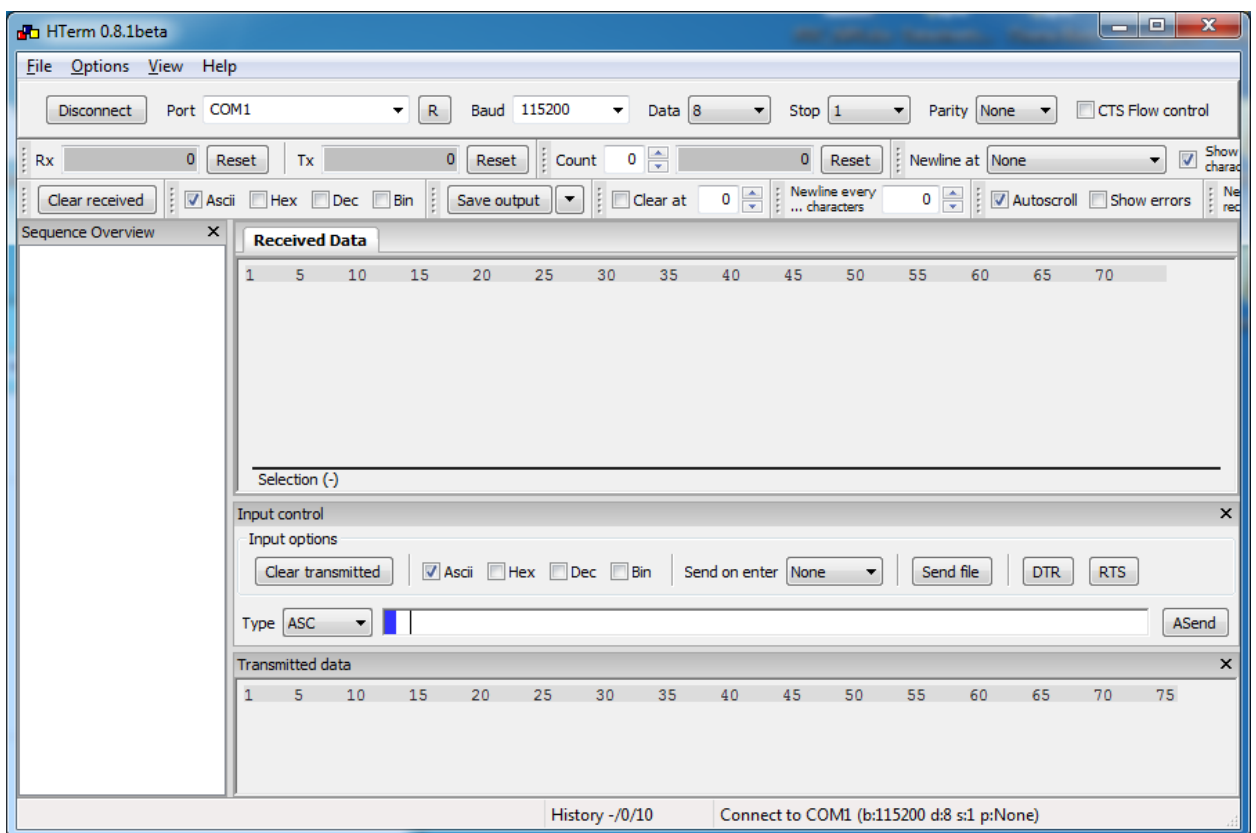 HTerm 0.8.1beta
File Options View Help
Disconnect Port COM1 R Baud 115200 Data 8 Stop 1 Parity None CTS Flow control
Rx 0 Reset Tx 0 Reset Count 0 0 Reset Newline at None Show
charac
Clear received Ascii Hex Dec Bin Save output Clear at 0 Newline every
... characters 0 Autoscroll Show errors Ne
rec
Sequence Overview
Received Data
1 5 10 15 20 25 30 35 40 45 50 55 60 65 70
Selection (-)
Input control
Input options
Clear transmitted Ascii Hex Dec Bin Send on enter None Send file DTR RTS
Type ASC ASend
Transmitted data
1 5 10 15 20 25 30 35 40 45 50 55 60 65 70 75
History -/0/10 Connect to COM1 (b:115200 d:8 s:1 p:None)